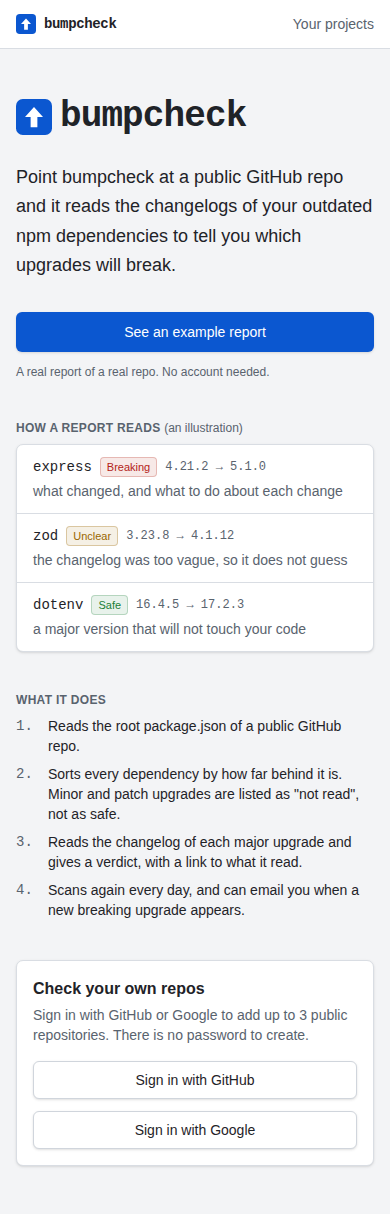 bumpcheck
Your projects
bumpcheck
Point bumpcheck at a public GitHub repo
and it reads the changelogs of your outdated
npm dependencies to tell you which
upgrades will break.
See an example report
A real report of a real repo. No account needed.
HOW A REPORT READS (an illustration)
express Breaking 4.21.2 → 5.1.0
what changed, and what to do about each change
zod Unclear 3.23.8 → 4.1.12
the changelog was too vague, so it does not guess
dotenv Safe 16.4.5 → 17.2.3
a major version that will not touch your code
WHAT IT DOES
1. Reads the root package.json of a public GitHub
repo.
2. Sorts every dependency by how far behind it is.
Minor and patch upgrades are listed as "not read",
not as safe.
3. Reads the changelog of each major upgrade and
gives a verdict, with a link to what it read.
4. Scans again every day, and can email you when a
new breaking upgrade appears.
Check your own repos
Sign in with GitHub or Google to add up to 3 public
repositories. There is no password to create.
Sign in with GitHub
Sign in with Google